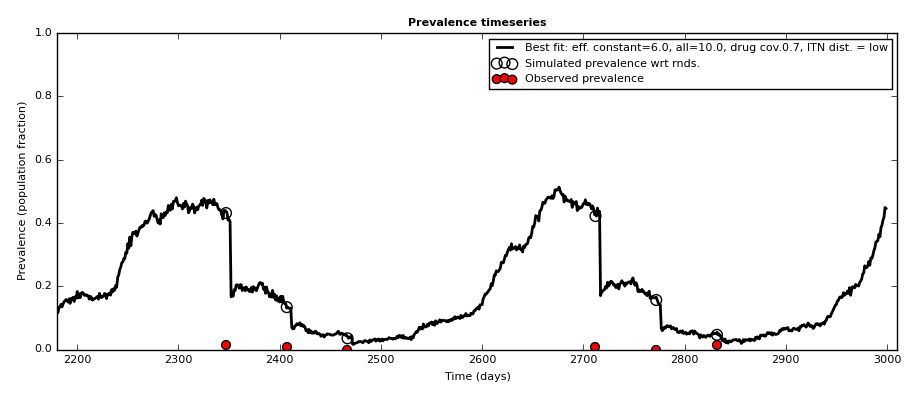 Prevalence timeseries
1.0
0.8
0.6
0.4
0.2
0.0
Prevalence (population fraction)
Best fit: eff. constant=6.0, all=10.0, drug cov.0.7, ITN dist. = low
Simulated prevalence wrt rnds.
Observed prevalence
2200 2300 2400 2500 2600 2700 2800 2900 3000
Time (days)